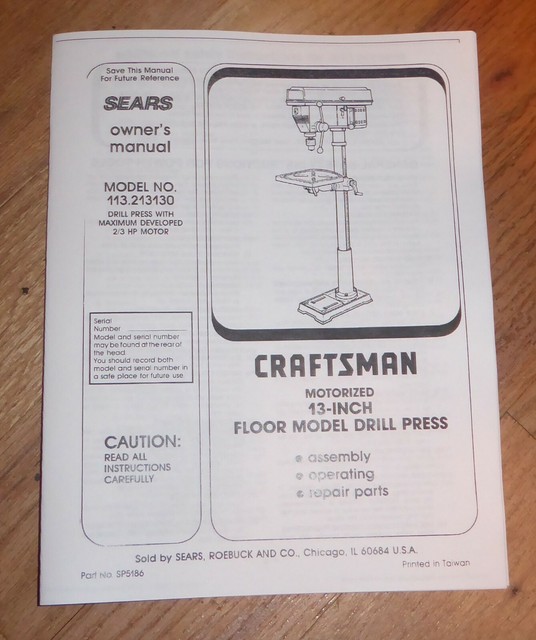 Save This Manual
For Future Reference
SEARS
owner's
manual
MODEL NO.
113.213130
DRILL PRESS WITH
MAXIMUM DEVELOPED
2/3 HP MOTOR
Serial
Number
Model and serial number
may be found at the rear of
the head.
You should record both
model and serial number in
a safe place for future use.
CAUTION:
READ ALL
INSTRUCTIONS
CAREFULLY
CRAFTSMAN
MOTORIZED
13-INCH
FLOOR MODEL DRILL PRESS
• assembly
• operating
• repair parts
Sold by SEARS, ROEBUCK AND CO., Chicago, IL 60684 U.S.A.
Part No. SP5186
Printed in Taiwan